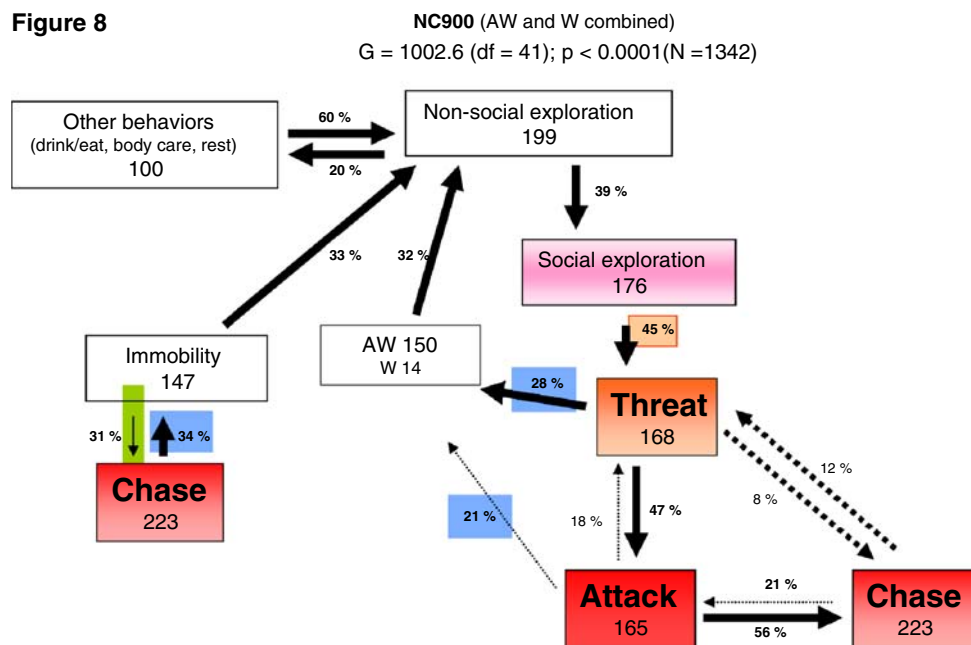 Figure 8
NC900 (AW and W combined)
G = 1002.6 (df = 41); p < 0.0001(N =1342)
Other behaviors
(drink/eat, body care, rest)
100
60 %
20 %
Non-social exploration
199
39 %
33 %
32 %
Social exploration
176
45 %
Immobility
147
AW 150
W 14
28 %
Threat
168
31 %
34 %
Chase
223
21 %
18 %
47 %
12 %
8 %
Attack
165
21 %
56 %
Chase
223